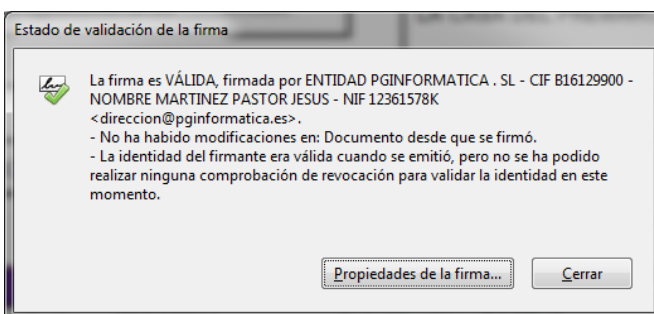 Estado de validación de la firma
La firma es VÁLIDA, firmada por ENTIDAD PGINFORMATICA . SL - CIF B16129900 -
NOMBRE MARTINEZ PASTOR JESUS - NIF 12361578K
<direccion@pginformatica.es>.
- No ha habido modificaciones en: Documento desde que se firmó.
- La identidad del firmante era válida cuando se emitió, pero no se ha podido
realizar ninguna comprobación de revocación para validar la identidad en este
momento.
Propiedades de la firma...
Cerrar